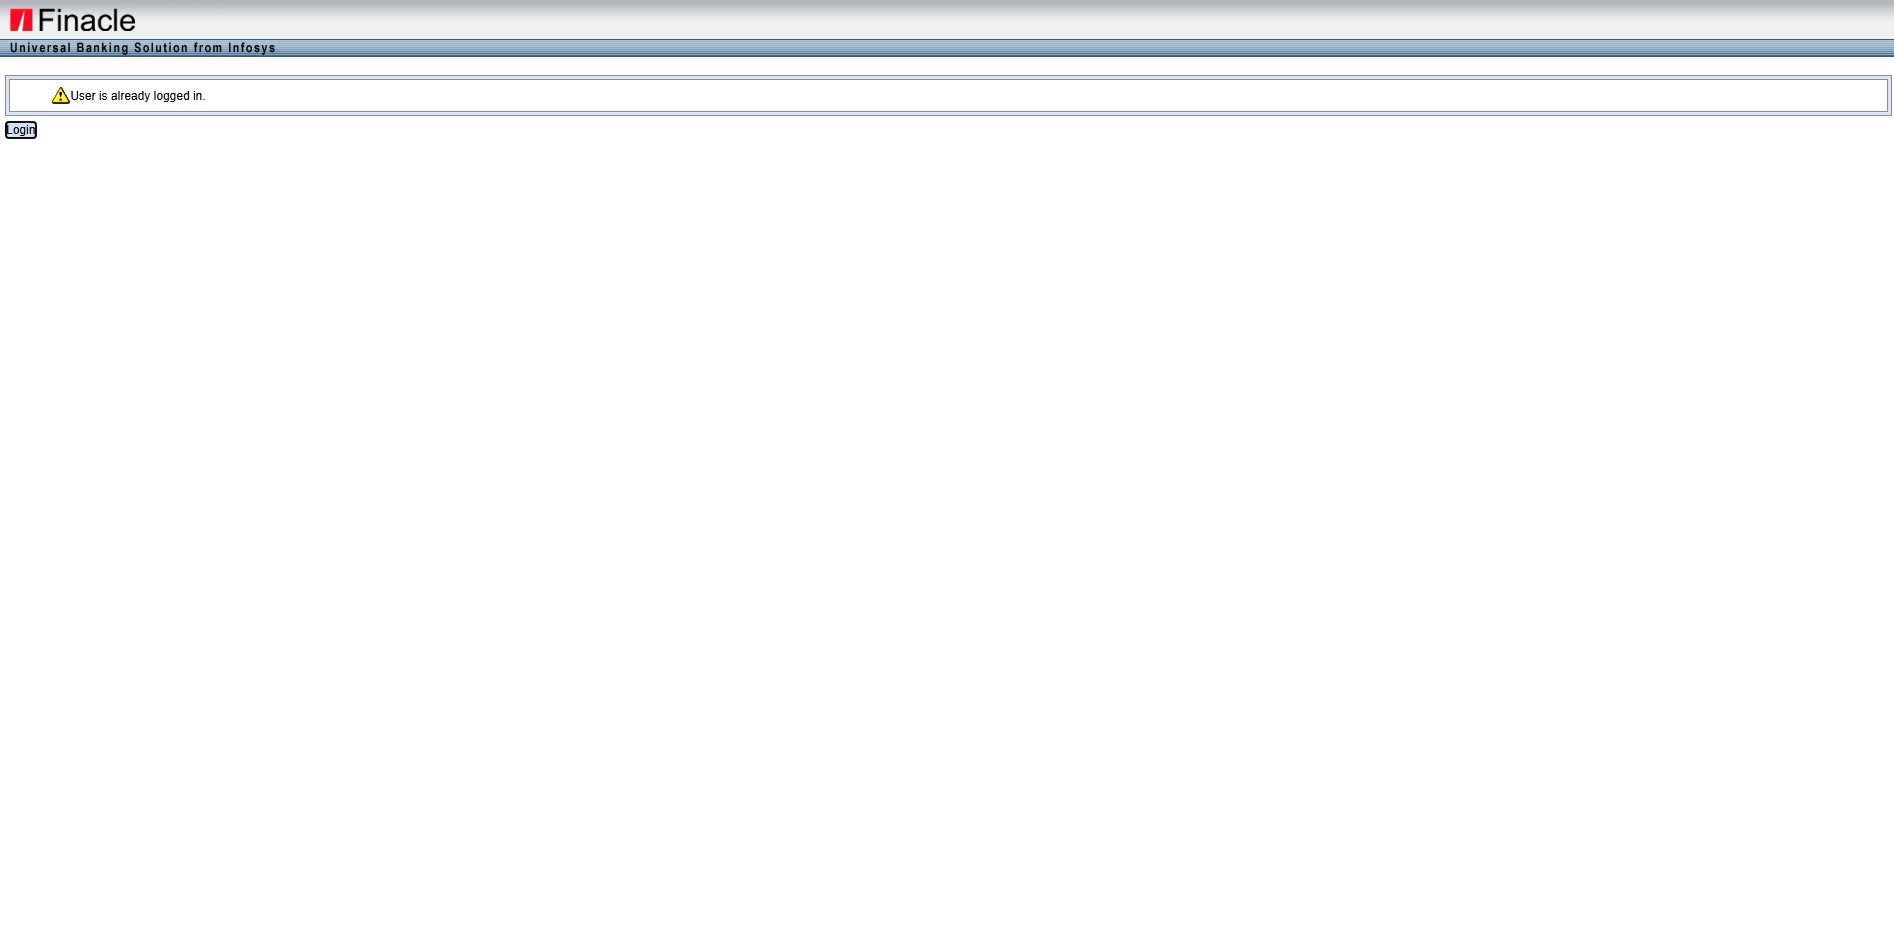 Finacle
Universal Banking Solution from Infosys
User is already logged in.
Login